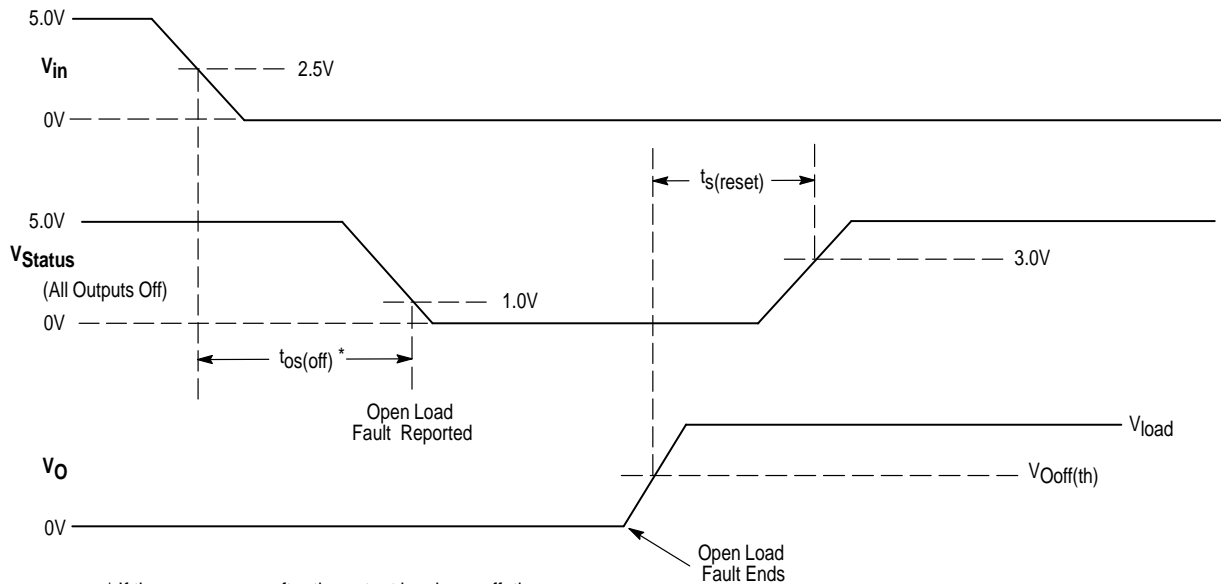 5.0V
Vin
2.5V
0V
ts(reset)
5.0V
VStatus
(All Outputs Off)
3.0V
1.0V
0V
tos(off) *
Open Load
Fault Reported
Vload
VO
VOoff(th)
0V
Open Load
Fault Ends